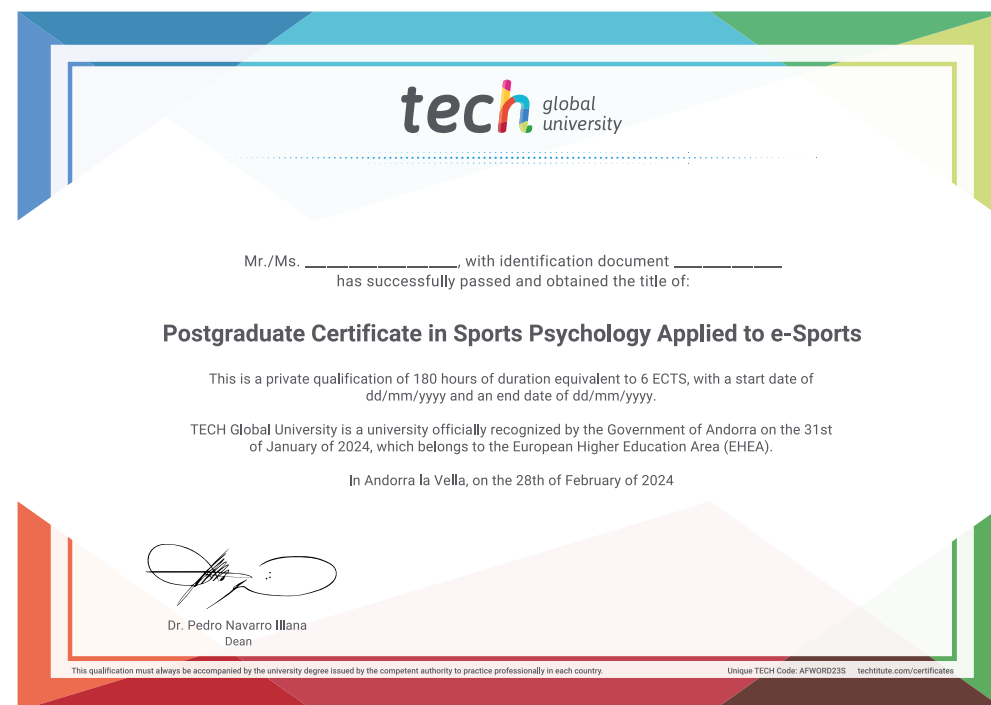 tech global university
Mr./Ms. ____________________, with identification document ______________
has successfully passed and obtained the title of:
Postgraduate Certificate in Sports Psychology Applied to e-Sports
This is a private qualification of 180 hours of duration equivalent to 6 ECTS, with a start date of
dd/mm/yyyy and an end date of dd/mm/yyyy.
TECH Global University is a university officially recognized by the Government of Andorra on the 31st
of January of 2024, which belongs to the European Higher Education Area (EHEA).
In Andorra la Vella, on the 28th of February of 2024
Dr. Pedro Navarro Illana
Dean
This qualification must always be accompanied by the university degree issued by the competent authority to practice professionally in each country. Unique TECH Code: AFWORD23S techtitute.com/certificates